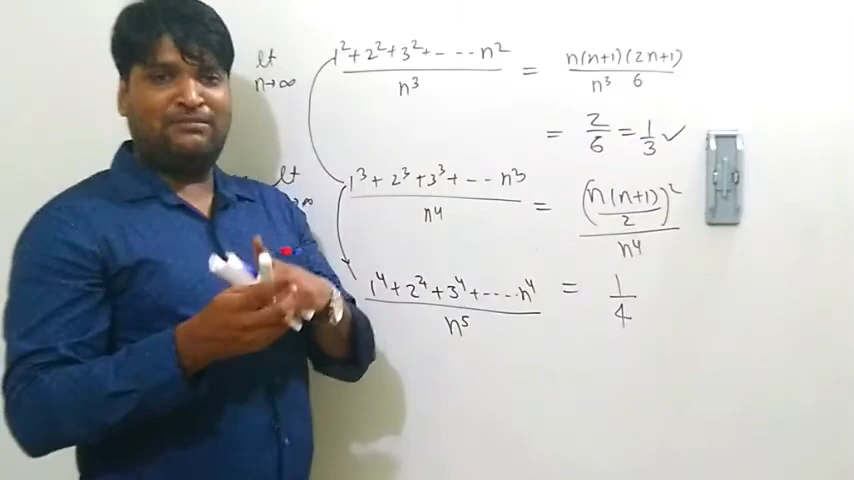 lt 1²+2²+3²+- - -n² / n³ = n(n+1)(2n+1) / n³ 6
n→∞
= 2/6 = 1/3 ✓
lt 1³+2³+3³+- -- n³ / n⁴ = (n(n+1)/2)² / n⁴
→∞
1⁴+2⁴+3⁴+-----n⁴ / n⁵ = 1/4